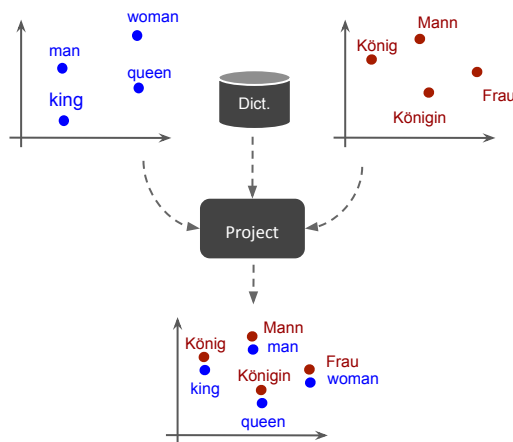 woman
man
queen
king
Dict.
Mann
König
Frau
Königin
Project
Mann
König
man
Frau
king
Königin
woman
queen